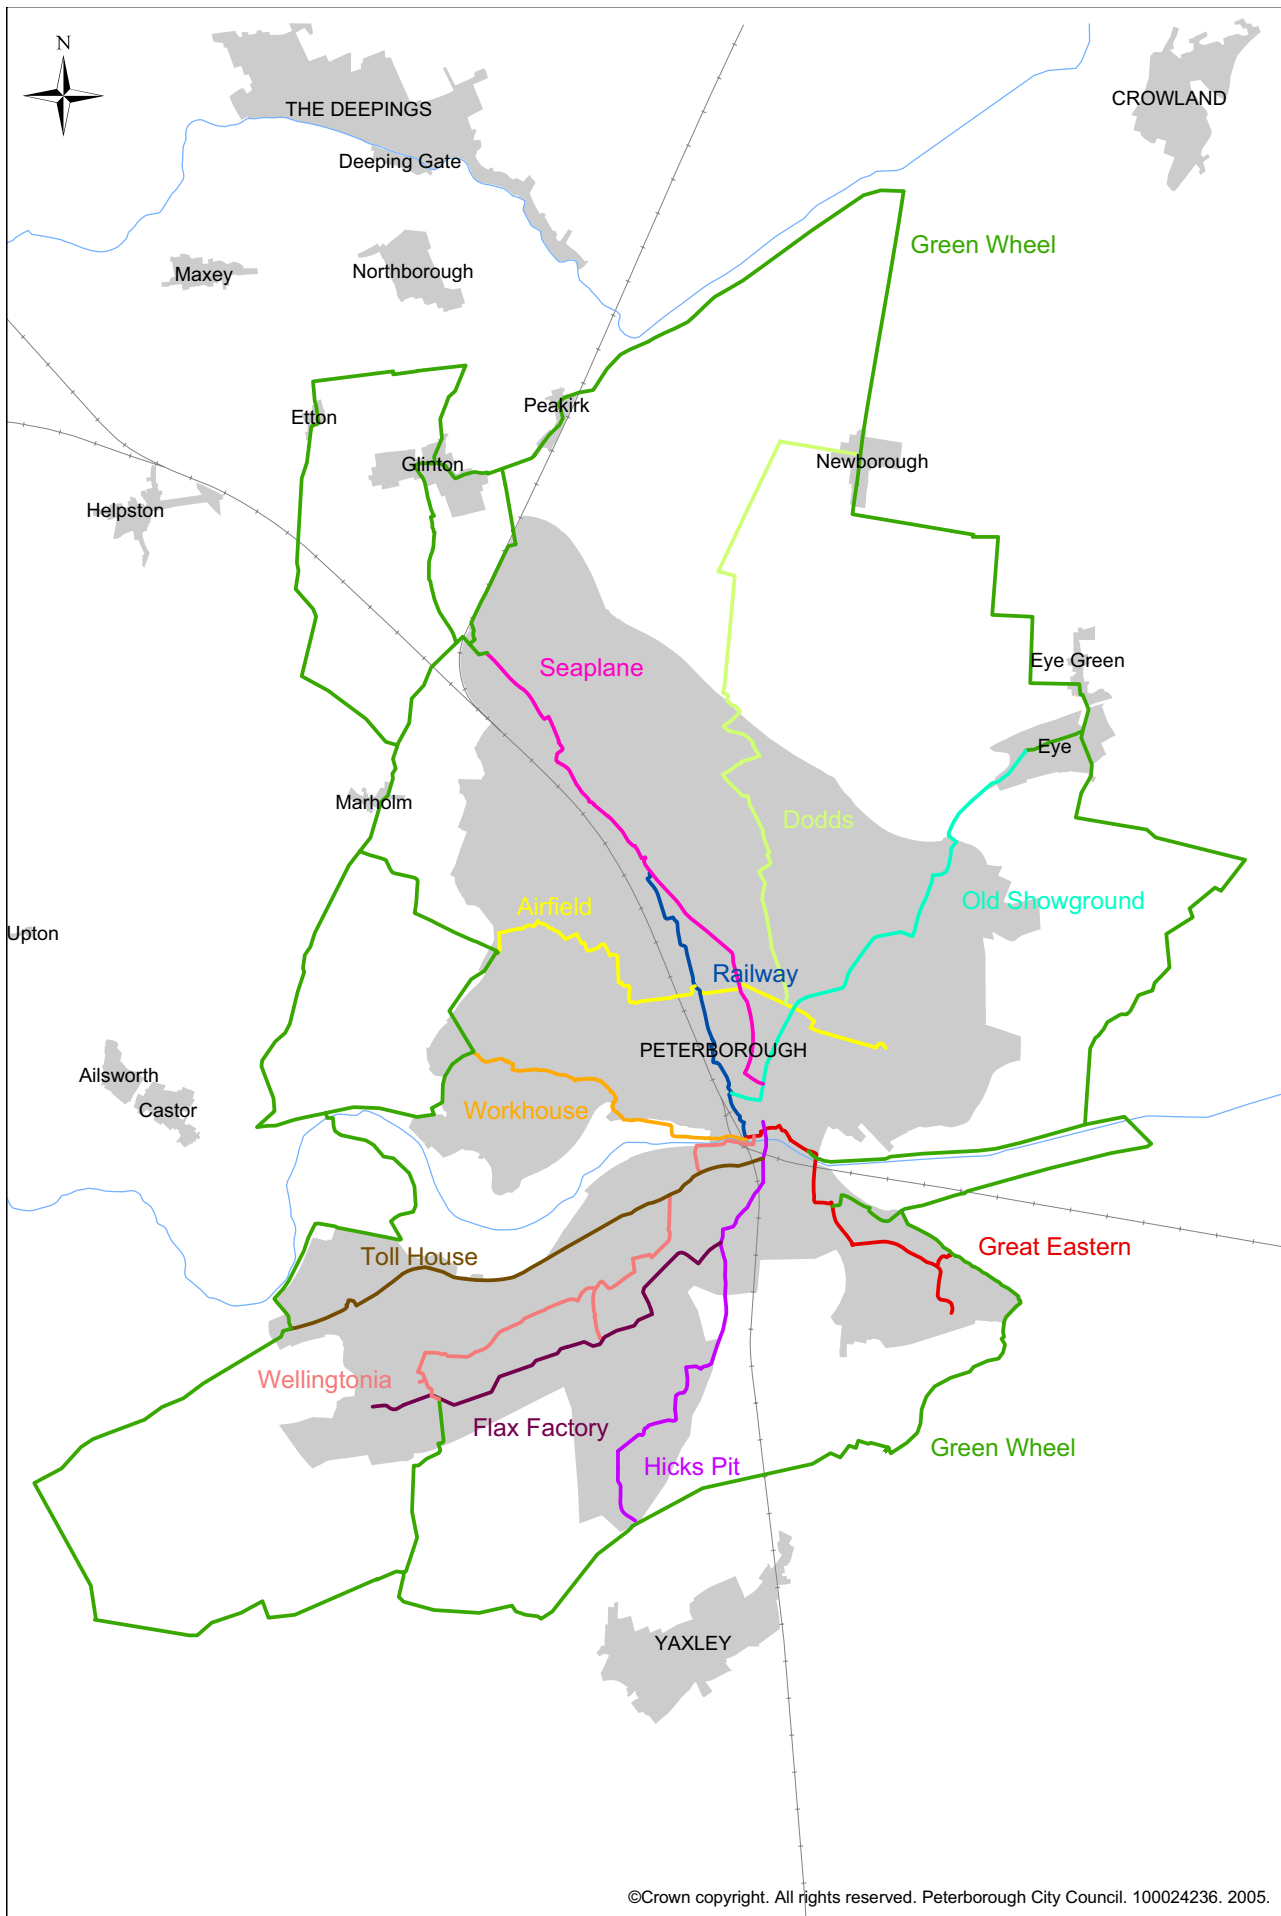 N
CROWLAND
THE DEEPINGS
Deeping Gate
Green Wheel
Maxey
Northborough
Peakirk
Etton
Glinton
Newborough
Helpston
Seaplane
Eye Green
Eye
Marholm
Dodds
Airfield
Old Showground
Upton
Railway
PETERBOROUGH
Ailsworth
Castor
Workhouse
Toll House
Great Eastern
Wellingtonia
Flax Factory
Green Wheel
Hicks Pit
YAXLEY
©Crown copyright. All rights reserved. Peterborough City Council. 100024236. 2005.